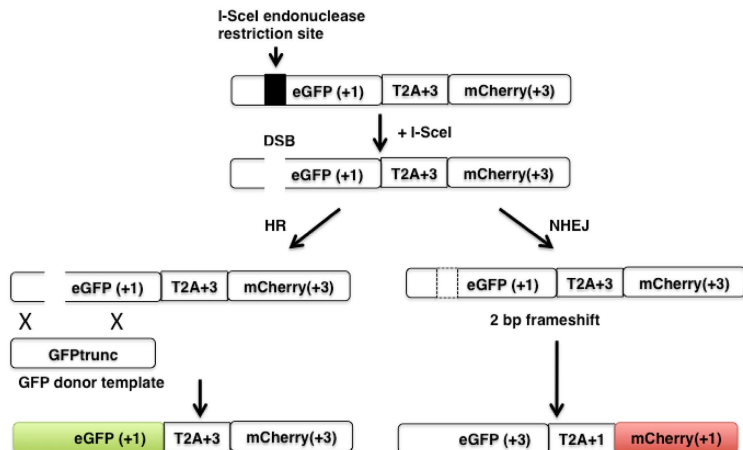 I-SceI endonuclease
restriction site
eGFP (+1) T2A+3 mCherry(+3)
+ I-SceI
DSB
eGFP (+1) T2A+3 mCherry(+3)
HR NHEJ
eGFP (+1) T2A+3 mCherry(+3)
eGFP (+1) T2A+3 mCherry(+3)
X X
2 bp frameshift
GFPtrunc
GFP donor template
eGFP (+1) T2A+3 mCherry(+3)
eGFP (+3) T2A+1 mCherry(+1)